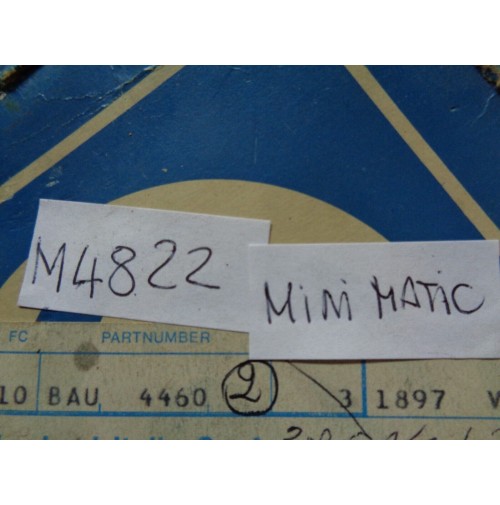 M4822
MiNi MATiC
FC PARTNUMBER
10 BAU 4460 2 3 1897